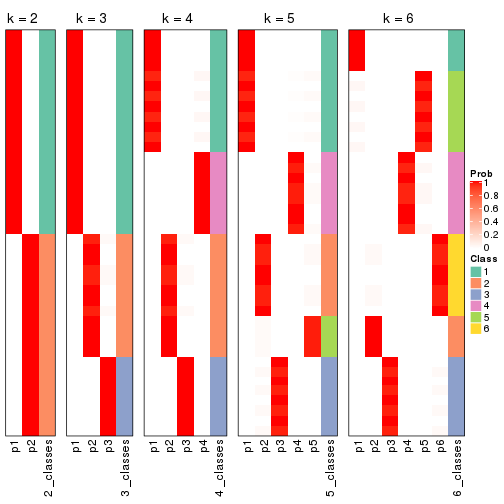 k = 2
k = 3
k = 4
k = 5
k = 6
p1
p2
2_classes
p1
p2
p3
3_classes
p1
p2
p3
p4
4_classes
p1
p2
p3
p4
p5
5_classes
p1
p2
p3
p4
p5
p6
6_classes
Prob
1
0.8
0.6
0.4
0.2
0
Class
1
2
3
4
5
6